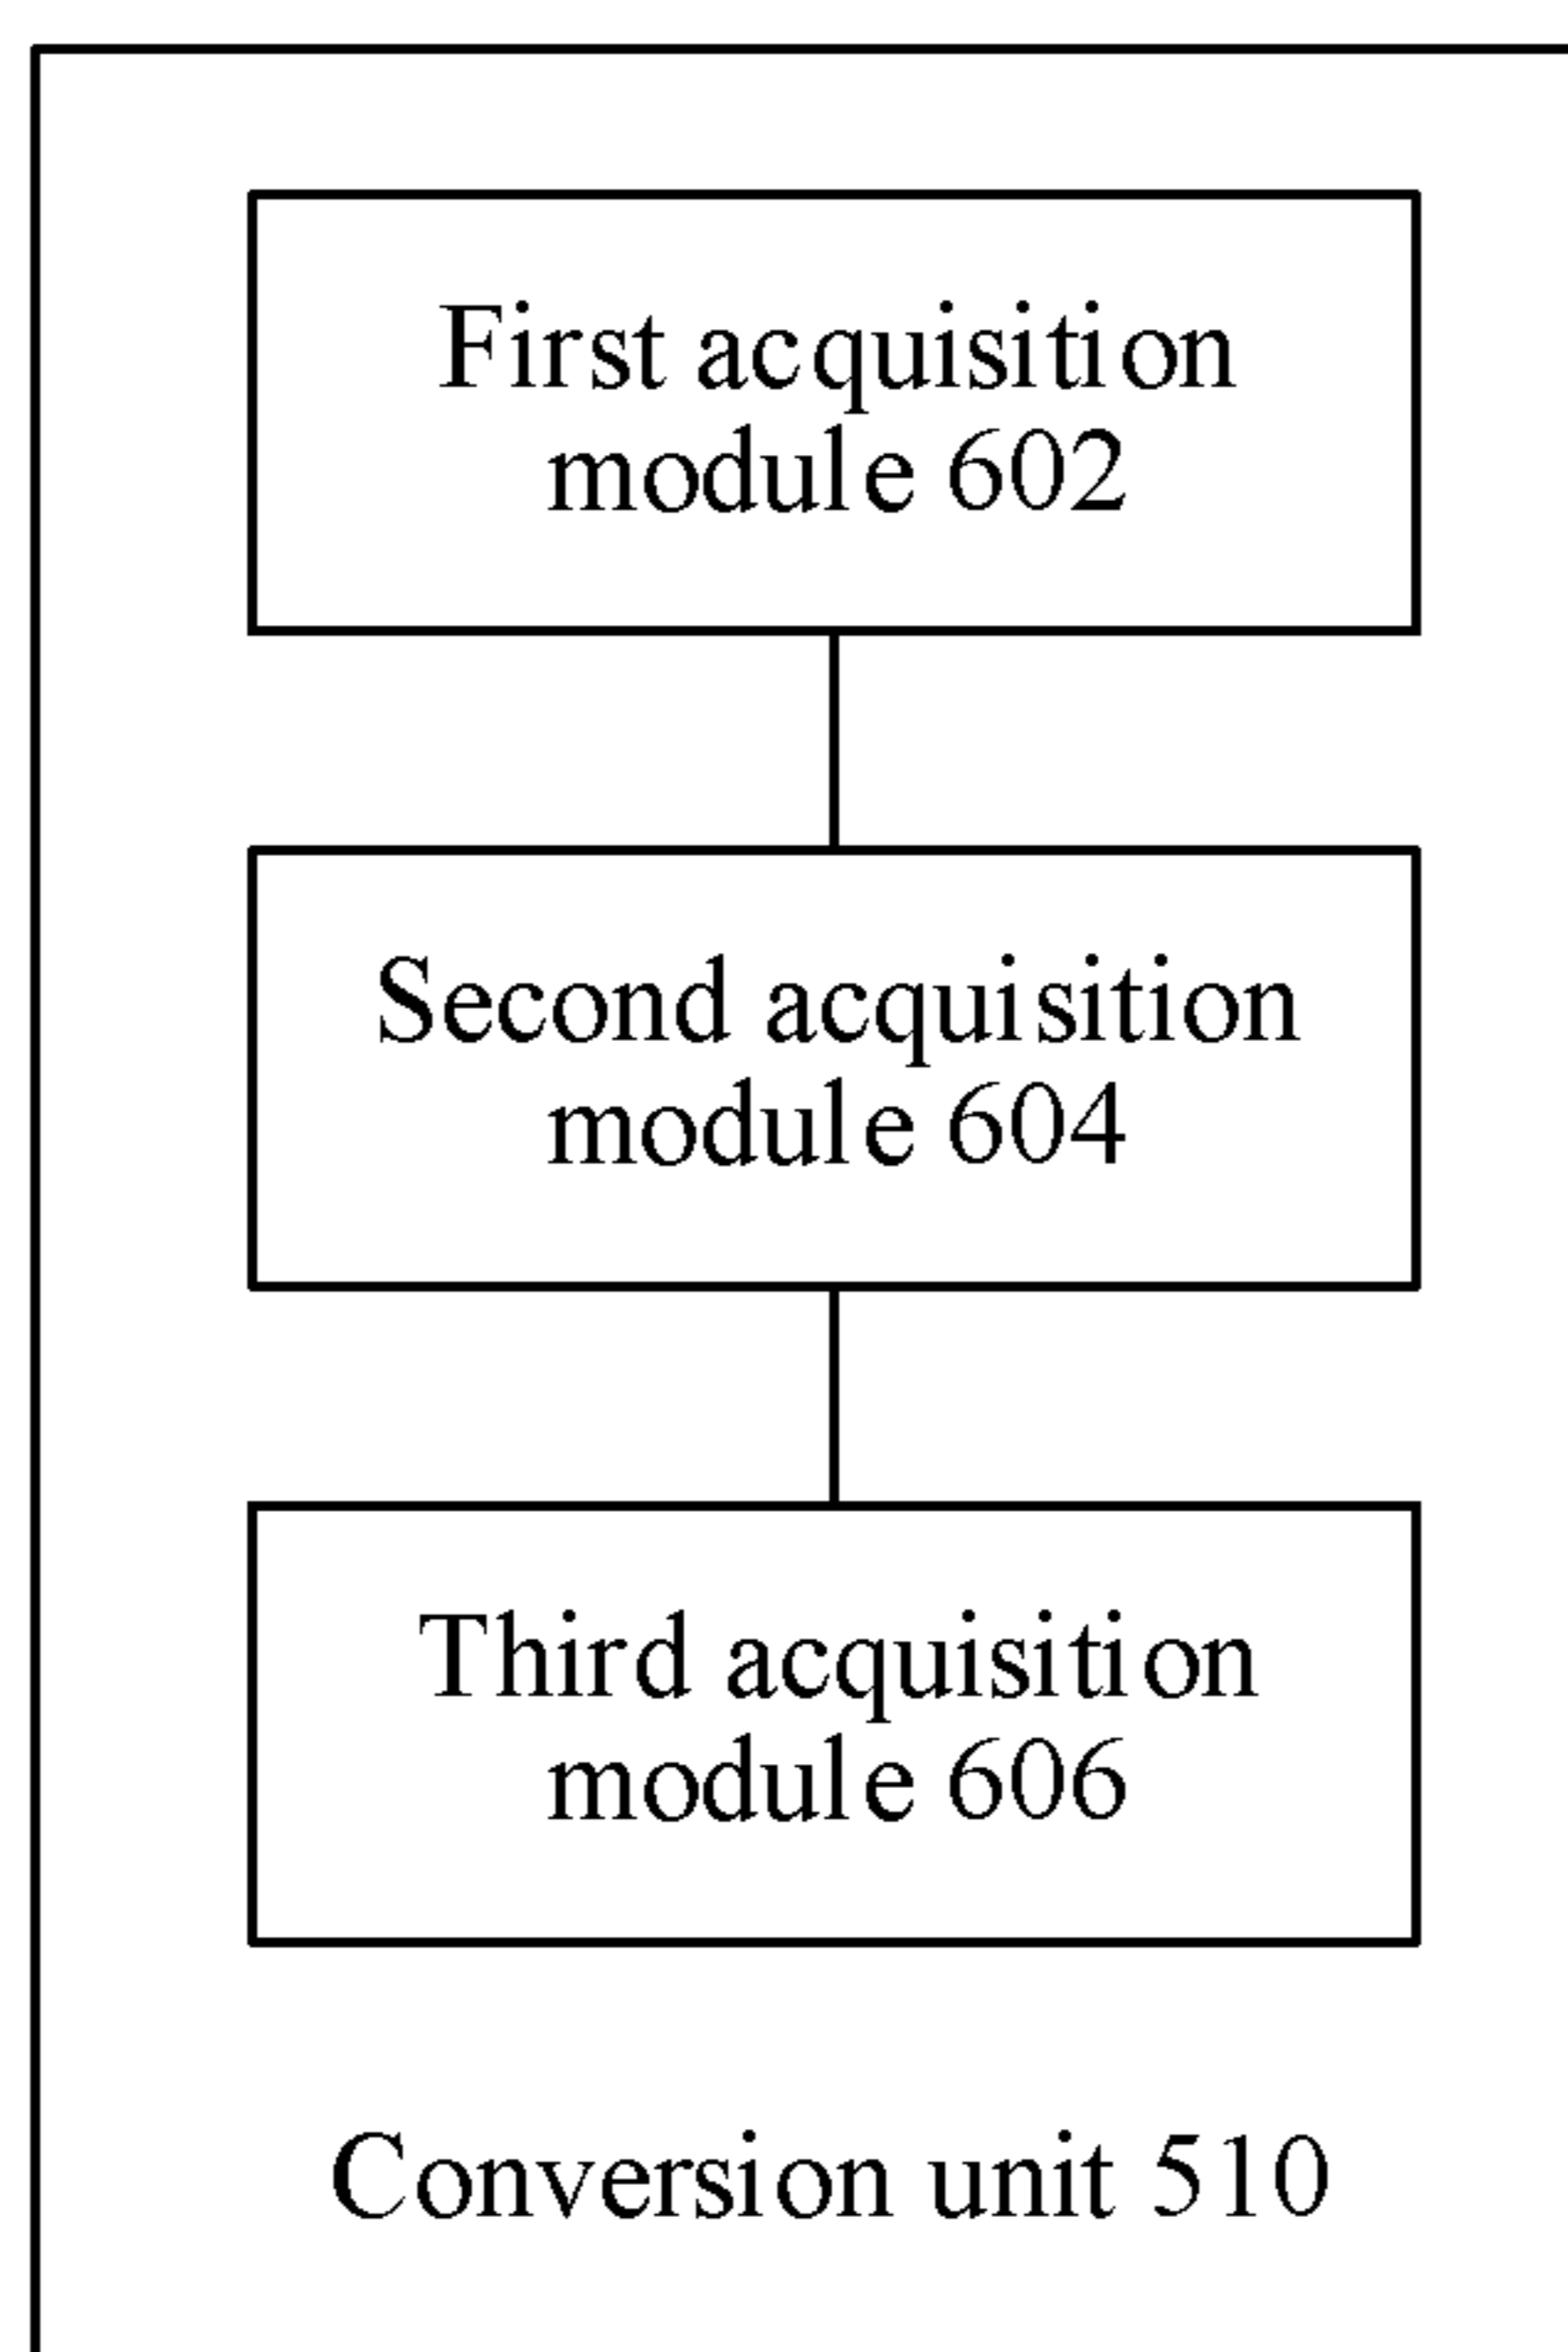 First acquisition
module 602
Second acquisition
module 604
Third acquisition
module 606
Conversion unit 510